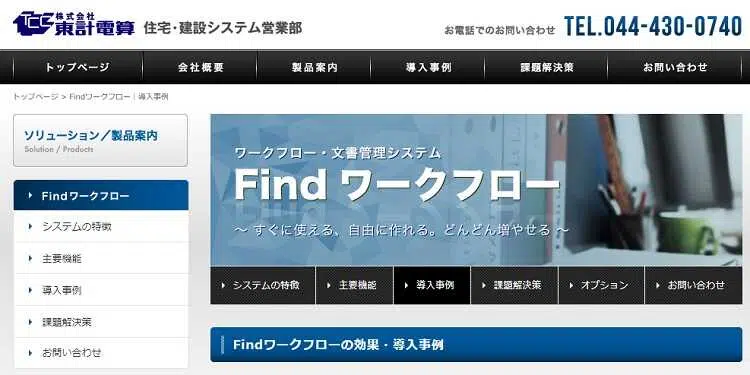 TCC 株式会社
東計電算 住宅・建設システム営業部
お電話でのお問い合わせ TEL.044-430-0740
トップページ 会社概要 製品案内 導入事例 課題解決策 お問い合わせ
トップページ > Findワークフロー｜導入事例
ソリューション／製品案内
Solution / Products
Findワークフロー
システムの特徴
主要機能
導入事例
課題解決策
お問い合わせ
ワークフロー・文書管理システム
Find ワークフロー
～ すぐに使える、自由に作れる。どんどん増やせる ～
システムの特徴 主要機能 導入事例 課題解決策 オプション お問い合わせ
Findワークフローの効果・導入事例